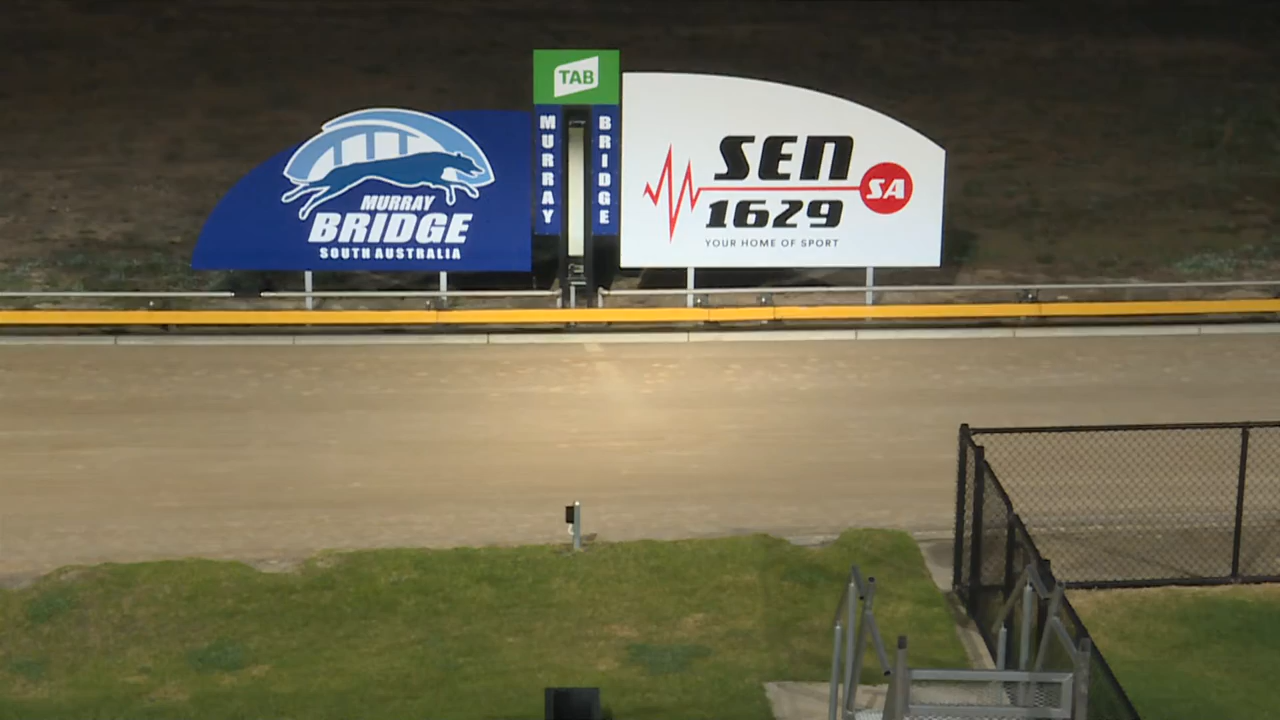 TAB
MURRAY
BRIDGE
MURRAY
BRIDGE
SOUTH AUSTRALIA
SEN
SA
1629
YOUR HOME OF SPORT